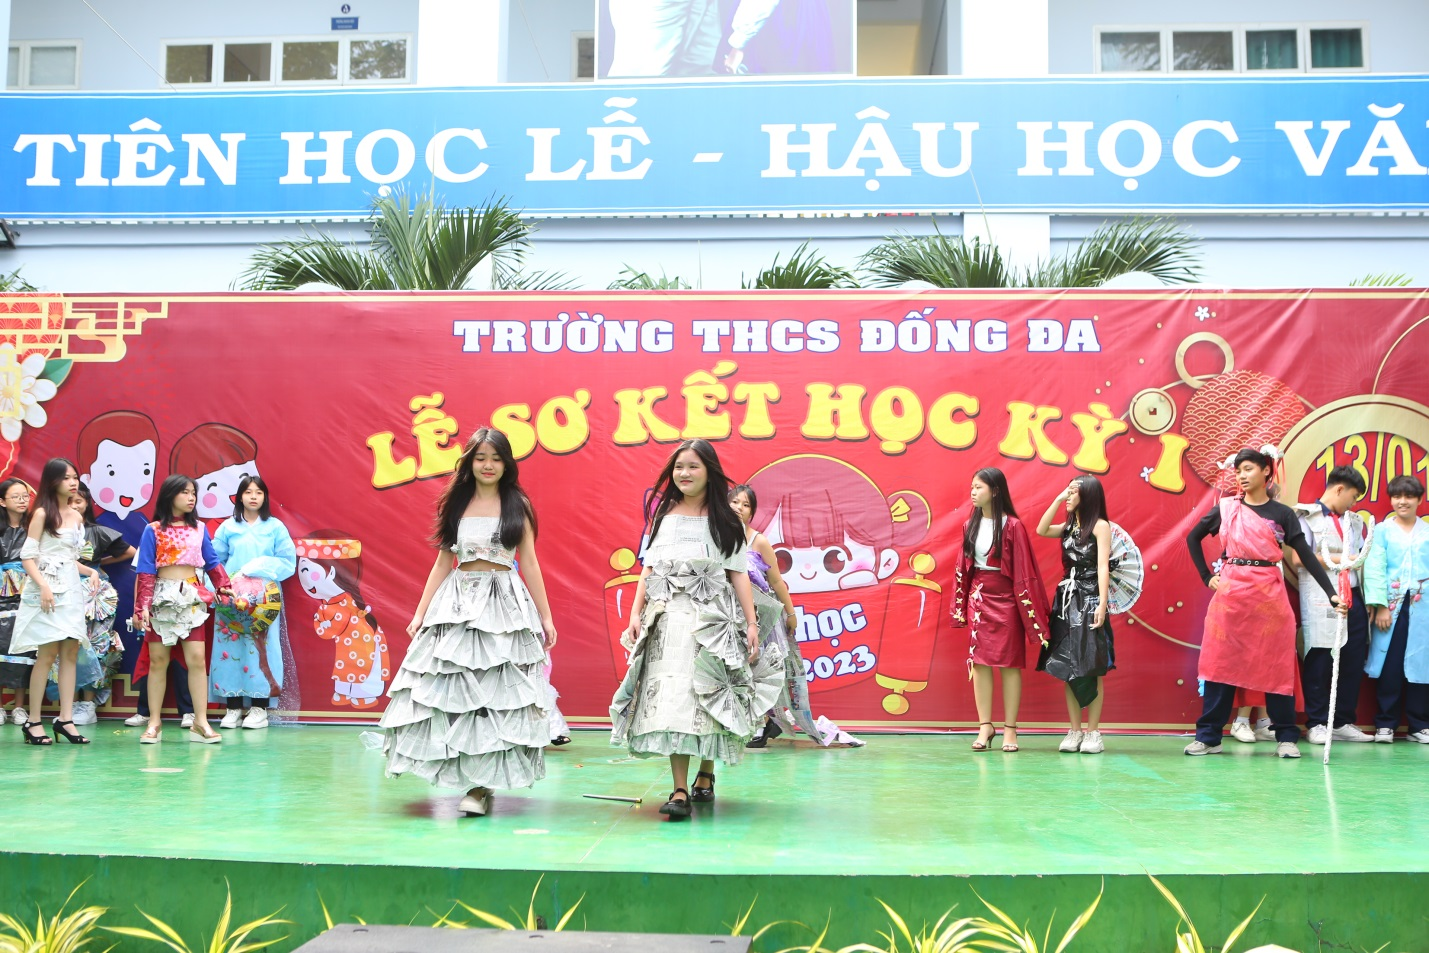 TIÊN HỌC LỄ - HẬU HỌC VĂ
TRƯỜNG THCS ĐỐNG ĐA
LỄ SƠ KẾT HỌC KỲ I
13/01
học
2023